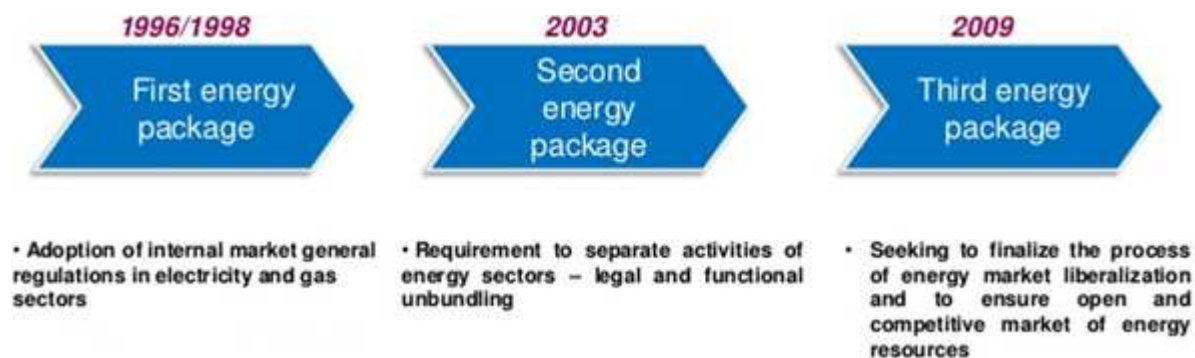 1996/1998
First energy
package
• Adoption of internal market general
regulations in electricity and gas
sectors
2003
Second
energy
package
• Requirement to separate activities of
energy sectors – legal and functional
unbundling
2009
Third energy
package
• Seeking to finalize the process
of energy market liberalization
and to ensure open and
competitive market of energy
resources